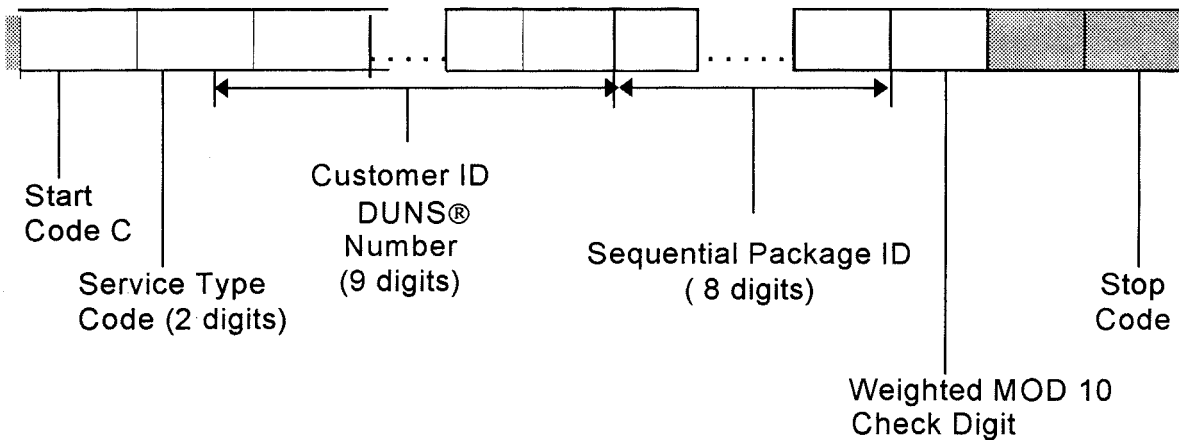 Start
Code C
Service Type
Code (2 digits)
Customer ID
DUNS®
Number
(9 digits)
Sequential Package ID
( 8 digits)
Weighted MOD 10
Check Digit
Stop
Code